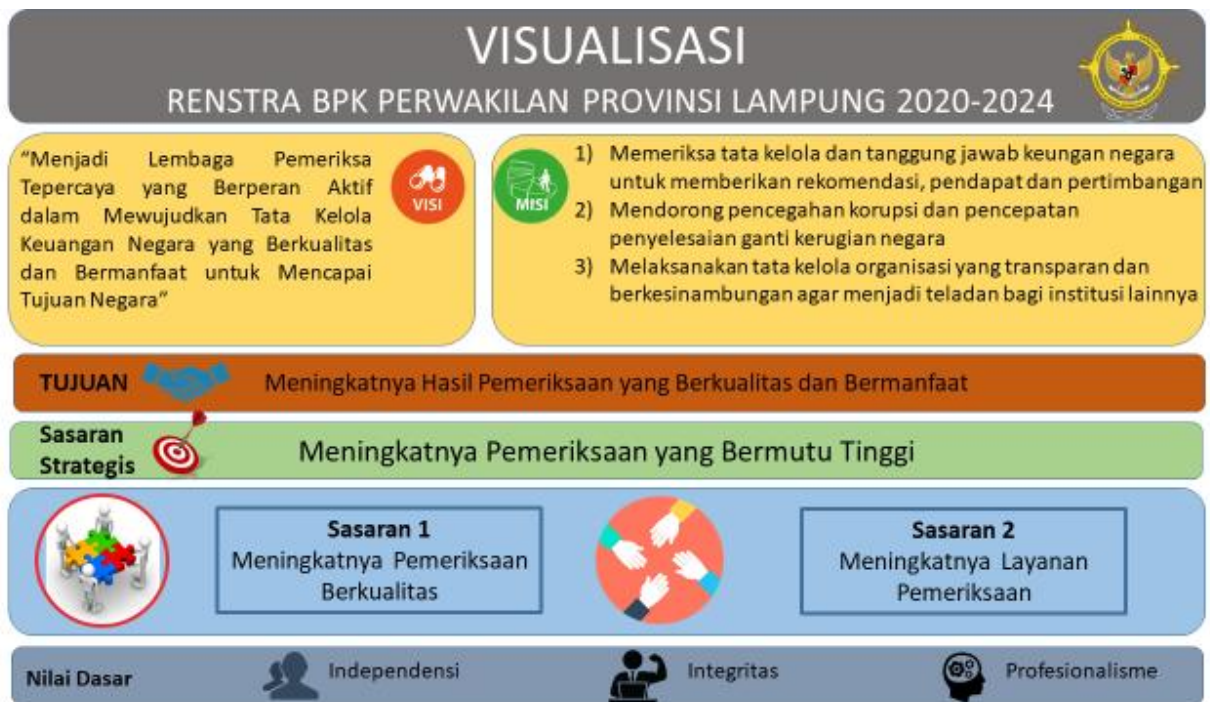 VISUALISASI
RENSTRA BPK PERWAKILAN PROVINSI LAMPUNG 2020-2024
“Menjadi Lembaga Pemeriksa
Tepercaya yang Berperan Aktif
dalam Mewujudkan Tata Kelola
Keuangan Negara yang Berkualitas
dan Bermanfaat untuk Mencapai
Tujuan Negara”
VISI
MISI
1) Memeriksa tata kelola dan tanggung jawab keungan negara
untuk memberikan rekomendasi, pendapat dan pertimbangan
2) Mendorong pencegahan korupsi dan pencepatan
penyelesaian ganti kerugian negara
3) Melaksanakan tata kelola organisasi yang transparan dan
berkesinambungan agar menjadi teladan bagi institusi lainnya
TUJUAN
Meningkatnya Hasil Pemeriksaan yang Berkualitas dan Bermanfaat
Sasaran
Strategis
Meningkatnya Pemeriksaan yang Bermutu Tinggi
Sasaran 1
Meningkatnya Pemeriksaan
Berkualitas
Sasaran 2
Meningkatnya Layanan
Pemeriksaan
Nilai Dasar
Independensi
Integritas
Profesionalisme